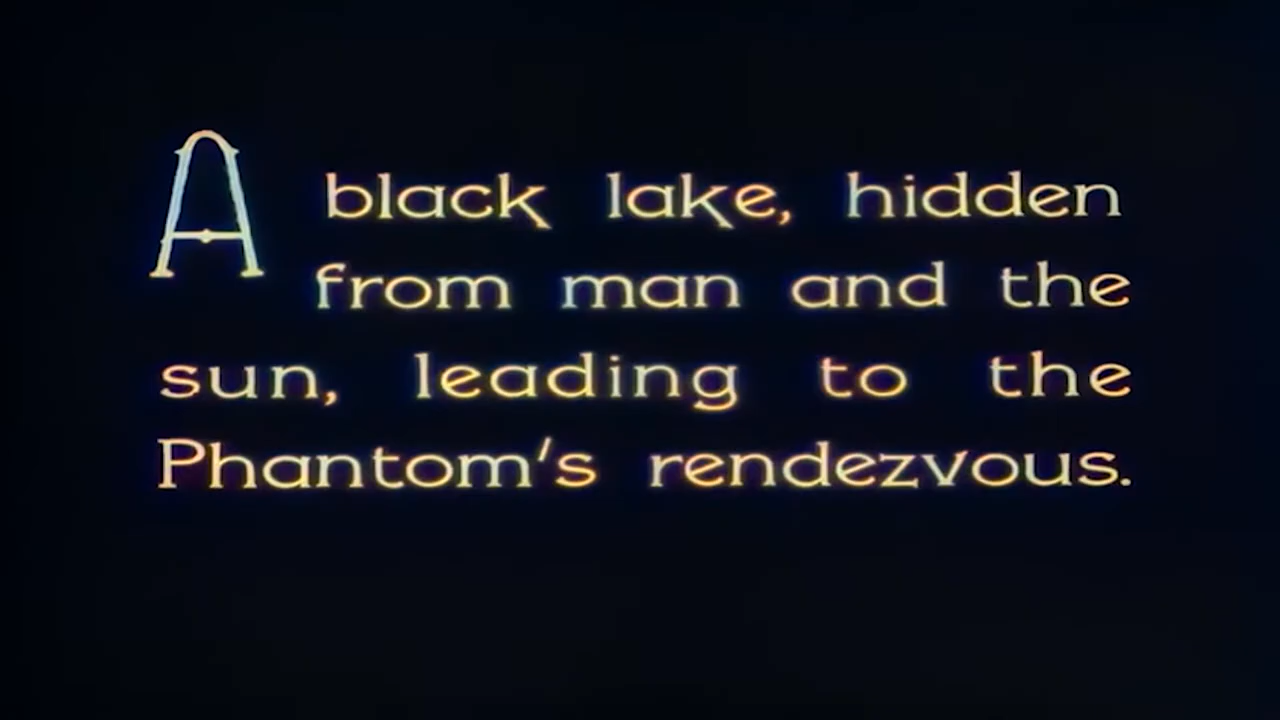 A black lake, hidden
from man and the
sun, leading to the
Phantom's rendezvous.